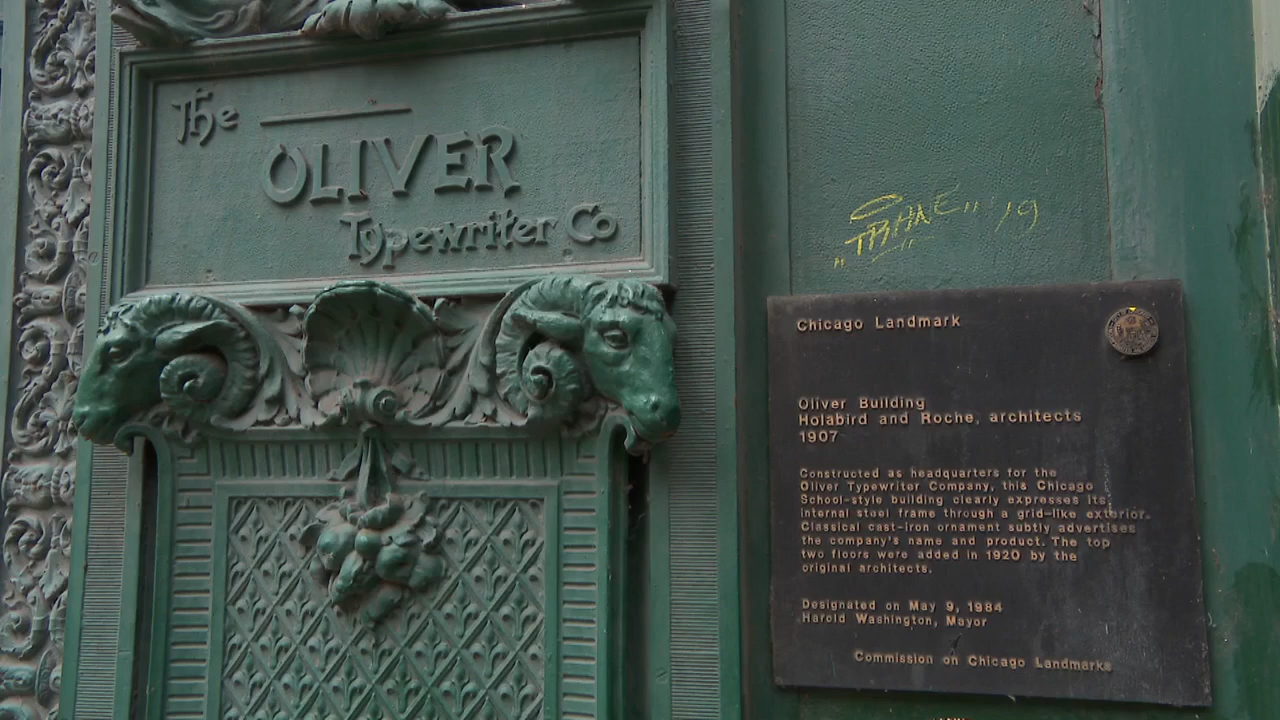 The
OLIVER
Typewriter Co
Chicago Landmark
Oliver Building
Holabird and Roche, architects
1907
Constructed as headquarters for the
Oliver Typewriter Company, this Chicago
School-style building clearly expresses its
internal steel frame through a grid-like exterior.
Classical cast-iron ornament subtly advertises
the company's name and product. The top
two floors were added in 1920 by the
original architects.
Designated on May 9, 1984
Harold Washington, Mayor
Commission on Chicago Landmarks